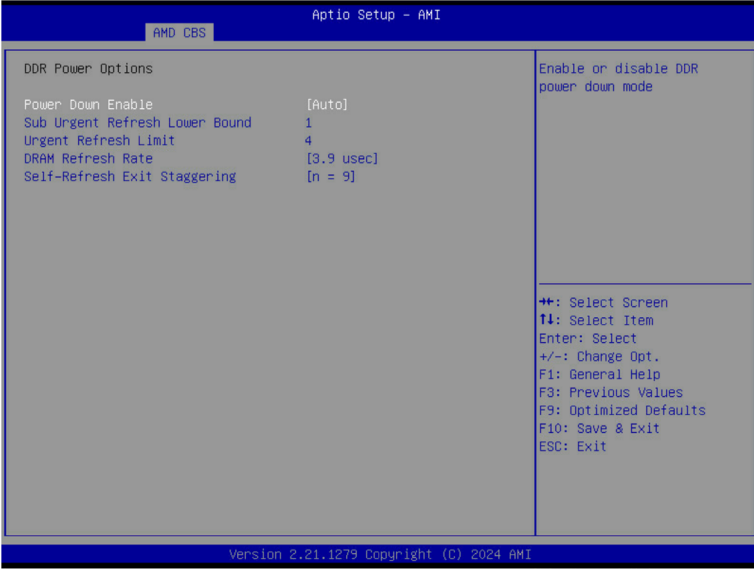 Aptio Setup - AMI
AMD CBS
DDR Power Options
Power Down Enable [Auto]
Sub Urgent Refresh Lower Bound 1
Urgent Refresh Limit 4
DRAM Refresh Rate [3.9 usec]
Self-Refresh Exit Staggering [n = 9]
Enable or disable DDR
power down mode
→←: Select Screen
↑↓: Select Item
Enter: Select
+/-: Change Opt.
F1: General Help
F3: Previous Values
F9: Optimized Defaults
F10: Save & Exit
ESC: Exit
Version 2.21.1279 Copyright (C) 2024 AMI